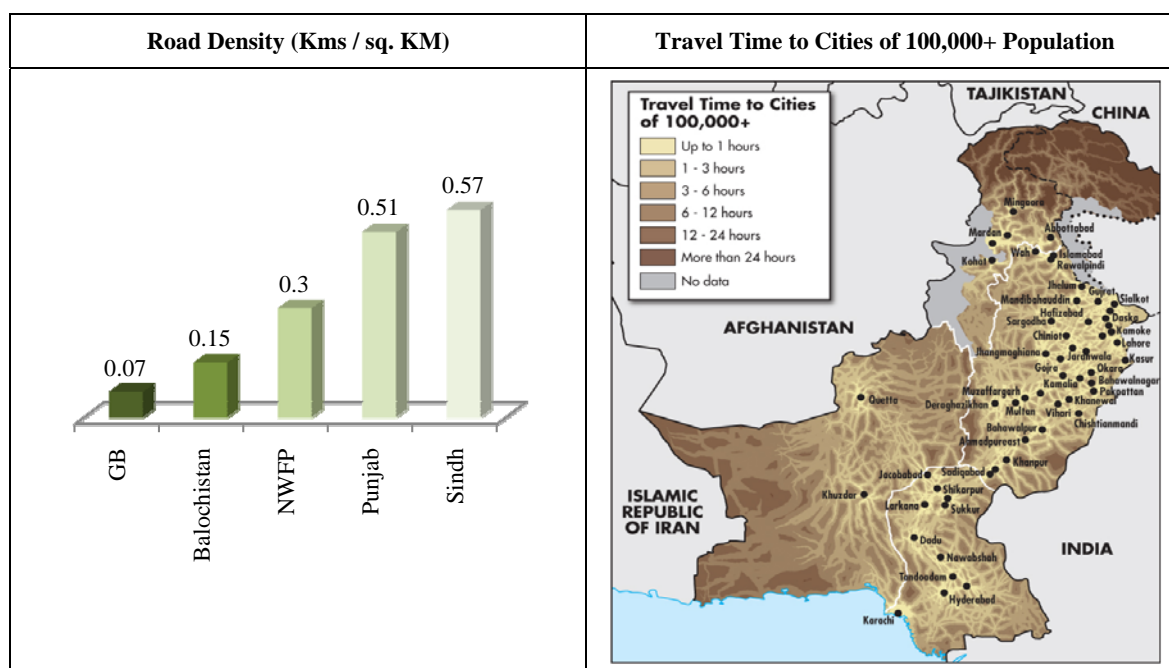 Road Density (Kms / sq. KM)
Travel Time to Cities of 100,000+ Population
0.07
0.15
0.3
0.51
0.57
GB
Balochistan
NWFP
Punjab
Sindh
Travel Time to Cities
of 100,000+
Up to 1 hours
1 - 3 hours
3 - 6 hours
6 - 12 hours
12 - 24 hours
More than 24 hours
No data
TAJIKISTAN
CHINA
AFGHANISTAN
ISLAMIC
REPUBLIC
OF IRAN
INDIA
Mingaora
Mardan
Abbottabad
Wah
Islamabad
Kohat
Rawalpindi
Jhelum
Gujrat
Mandibahauddin
Sialkot
Hafizabad
Daska
Sargodha
Kamoke
Chiniot
Lahore
Jhangmaghiana
Jaranwala
Kasur
Gojra
Okara
Kamalia
Bahawalnagar
Muzaffargarh
Pakpattan
Quetta
Deraghazikhan
Khanewal
Multan
Vihari
Chishtianmandi
Bahawalpur
Ahmadpureast
Khanpur
Sadiqabad
Jacobabad
Shikarpur
Khuzdar
Larkana
Sukkur
Dadu
Nawabshah
Tandoadam
Hyderabad
Karachi